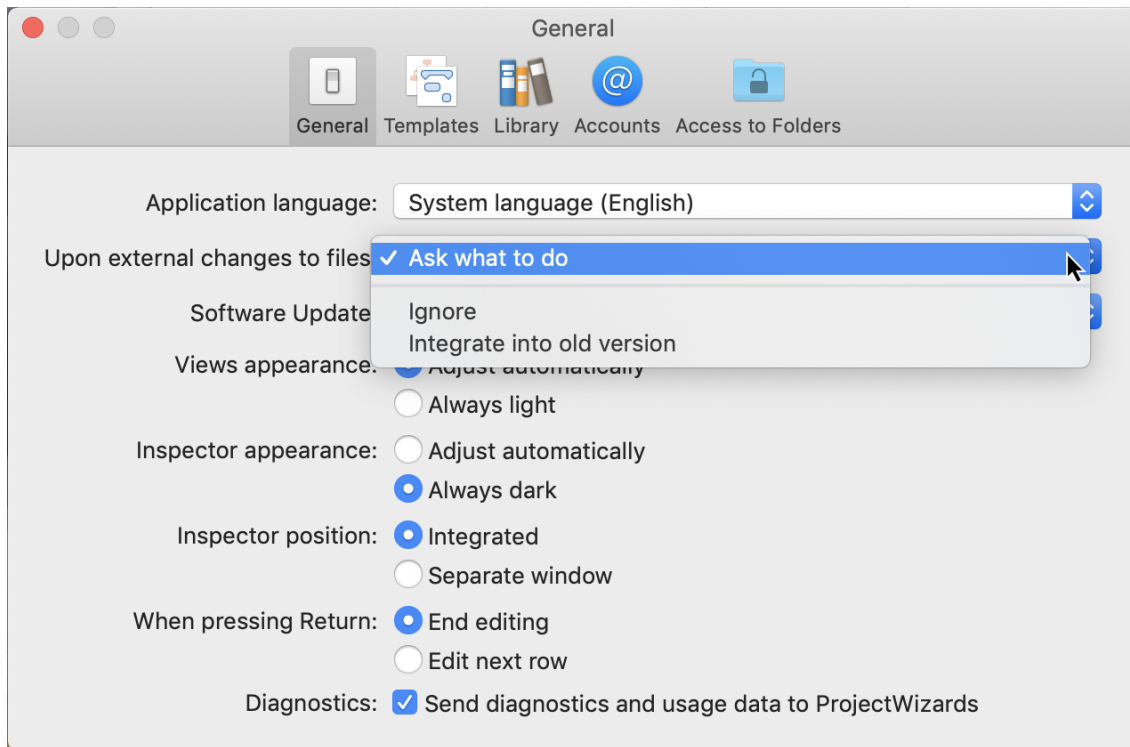 General
General Templates Library Accounts Access to Folders
Application language: System language (English)
Upon external changes to files ✓ Ask what to do
Ignore
Software Update
Integrate into old version
Views appearance: Adjust automatically
Always light
Inspector appearance: Adjust automatically
Always dark
Inspector position: Integrated
Separate window
When pressing Return: End editing
Edit next row
Diagnostics: Send diagnostics and usage data to ProjectWizards